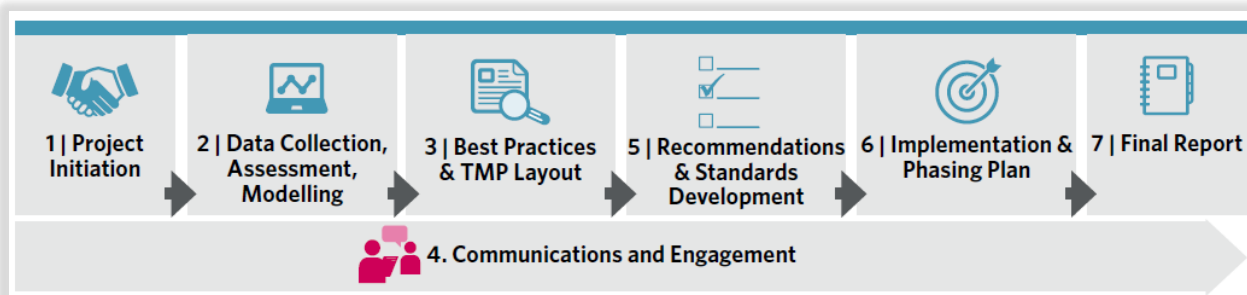 1 | Project
Initiation
2 | Data Collection,
Assessment,
Modelling
3 | Best Practices
& TMP Layout
5 | Recommendations
& Standards
Development
6 | Implementation &
Phasing Plan
7 | Final Report
4. Communications and Engagement